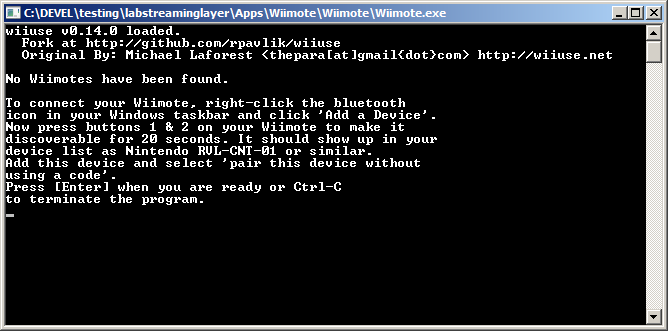 C:\DEVEL\testing\labstreaminglayer\Apps\Wiimote\Wiimote\Wiimote.exe
wiiuse v0.14.0 loaded.
Fork at http://github.com/rpavlik/wiiuse
Original By: Michael Laforest <thepara[at]gmail{dot}com> http://wiiuse.net
No Wiimotes have been found.
To connect your Wiimote, right-click the bluetooth
icon in your Windows taskbar and click 'Add a Device'.
Now press buttons 1 & 2 on your Wiimote to make it
discoverable for 20 seconds. It should show up in your
device list as Nintendo RVL-CNT-01 or similar.
Add this device and select 'pair this device without
using a code'.
Press [Enter] when you are ready or Ctrl-C
to terminate the program.